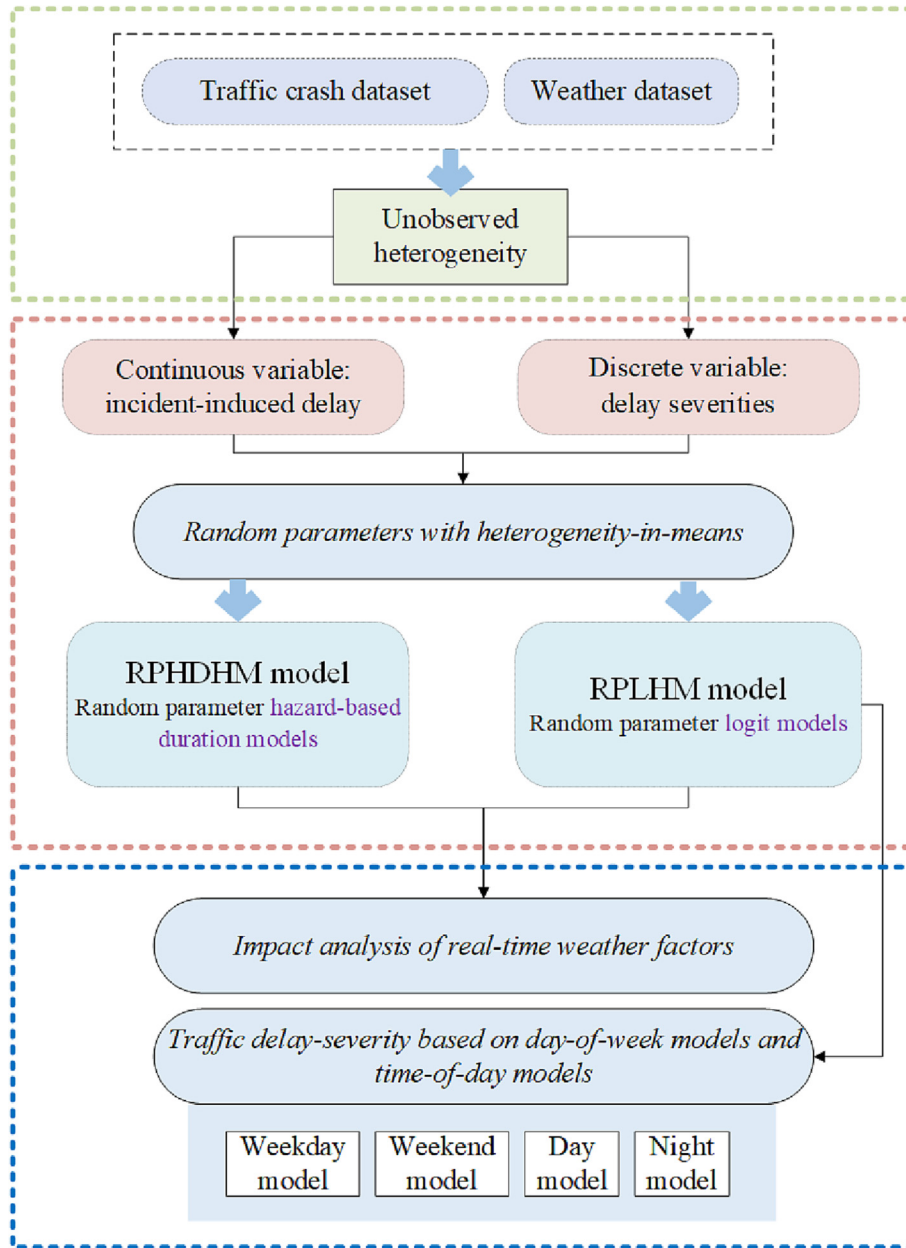 Traffic crash dataset
Weather dataset
Unobserved
heterogeneity
Continuous variable:
incident-induced delay
Discrete variable:
delay severities
Random parameters with heterogeneity-in-means
RPHDHM model
Random parameter hazard-based
duration models
RPLHM model
Random parameter logit models
Impact analysis of real-time weather factors
Traffic delay-severity based on day-of-week models and
time-of-day models
Weekday
model
Weekend
model
Day
model
Night
model